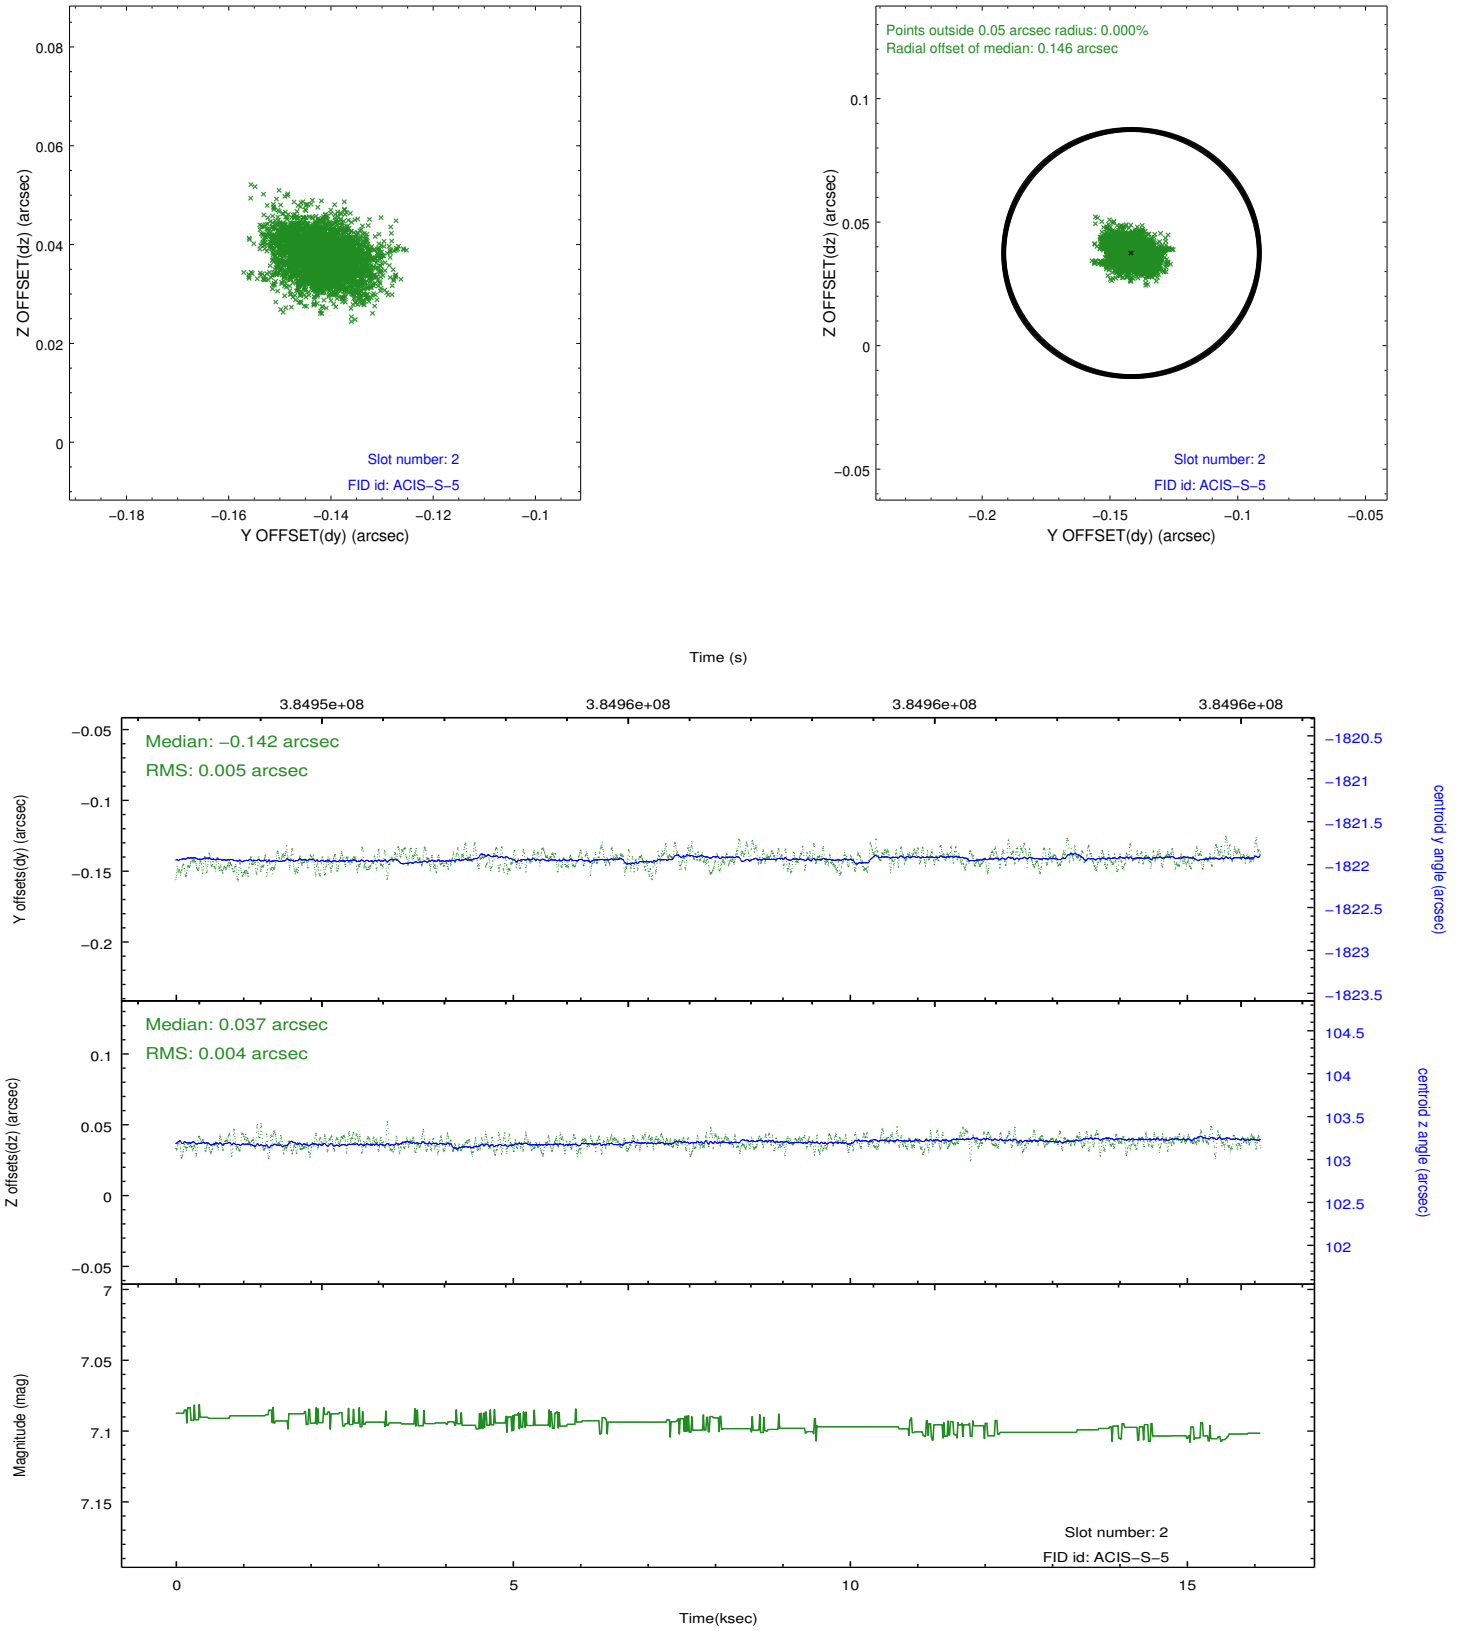 0.08
0.06
0.04
0.02
0
Z OFFSET(dz) (arcsec)
Slot number: 2
FID id: ACIS−S−5
−0.18 −0.16 −0.14 −0.12 −0.1
Y OFFSET(dy) (arcsec)
Points outside 0.05 arcsec radius: 0.000%
Radial offset of median: 0.146 arcsec
0.1
0.05
0
−0.05
Z OFFSET(dz) (arcsec)
Slot number: 2
FID id: ACIS−S−5
−0.2 −0.15 −0.1 −0.05
Y OFFSET(dy) (arcsec)
Time (s)
3.8495e+08 3.8496e+08 3.8496e+08 3.8496e+08
Median: −0.142 arcsec
RMS: 0.005 arcsec
−0.05
−0.1
−0.15
−0.2
Y offsets(dy) (arcsec)
−1820.5
−1821
−1821.5
−1822
−1822.5
−1823
−1823.5
centroid y angle (arcsec)
Median: 0.037 arcsec
RMS: 0.004 arcsec
0.1
0.05
0
−0.05
Z offsets(dz) (arcsec)
104.5
104
103.5
103
102.5
102
centroid z angle (arcsec)
7
7.05
7.1
7.15
Magnitude (mag)
Slot number: 2
FID id: ACIS−S−5
0 5 10 15
Time(ksec)